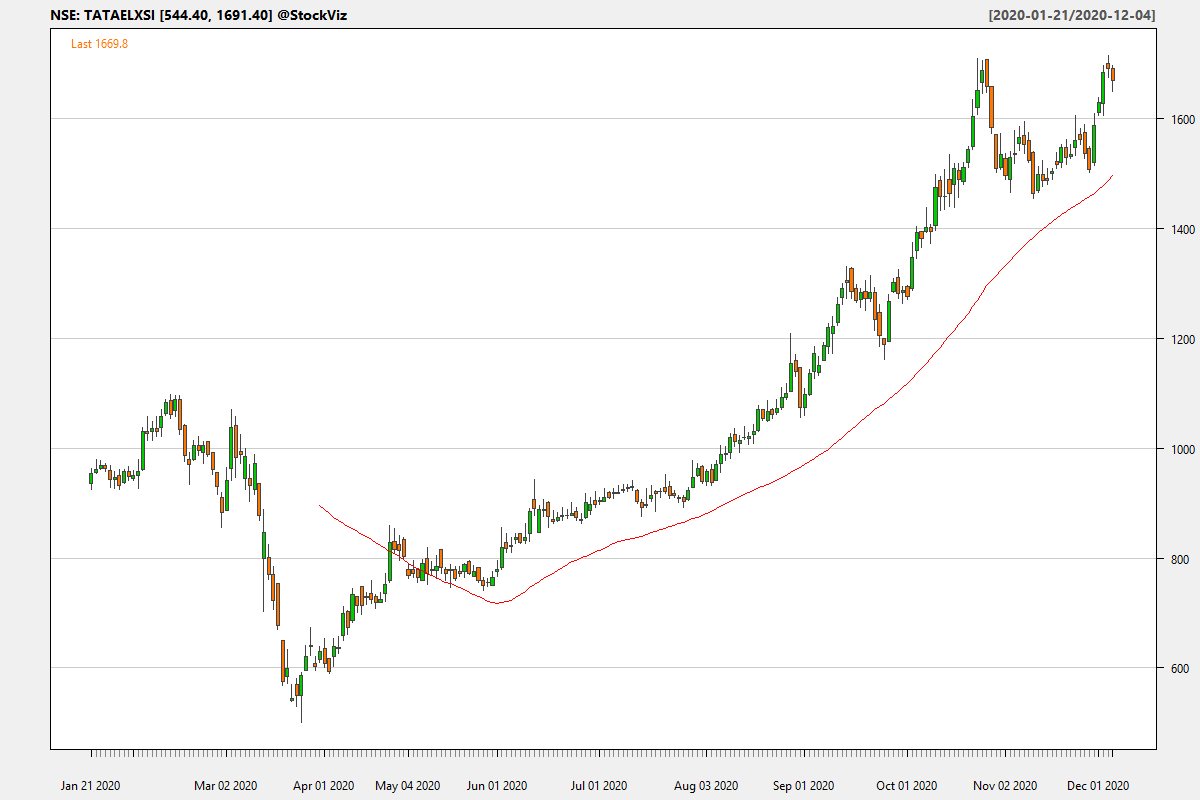 NSE: TATAELXSI [544.40, 1691.40] @StockViz [2020-01-21/2020-12-04]
Last 1669.8
1600
1400
1200
1000
800
600
Jan 21 2020 Mar 02 2020 Apr 01 2020 May 04 2020 Jun 01 2020 Jul 01 2020 Aug 03 2020 Sep 01 2020 Oct 01 2020 Nov 02 2020 Dec 01 2020